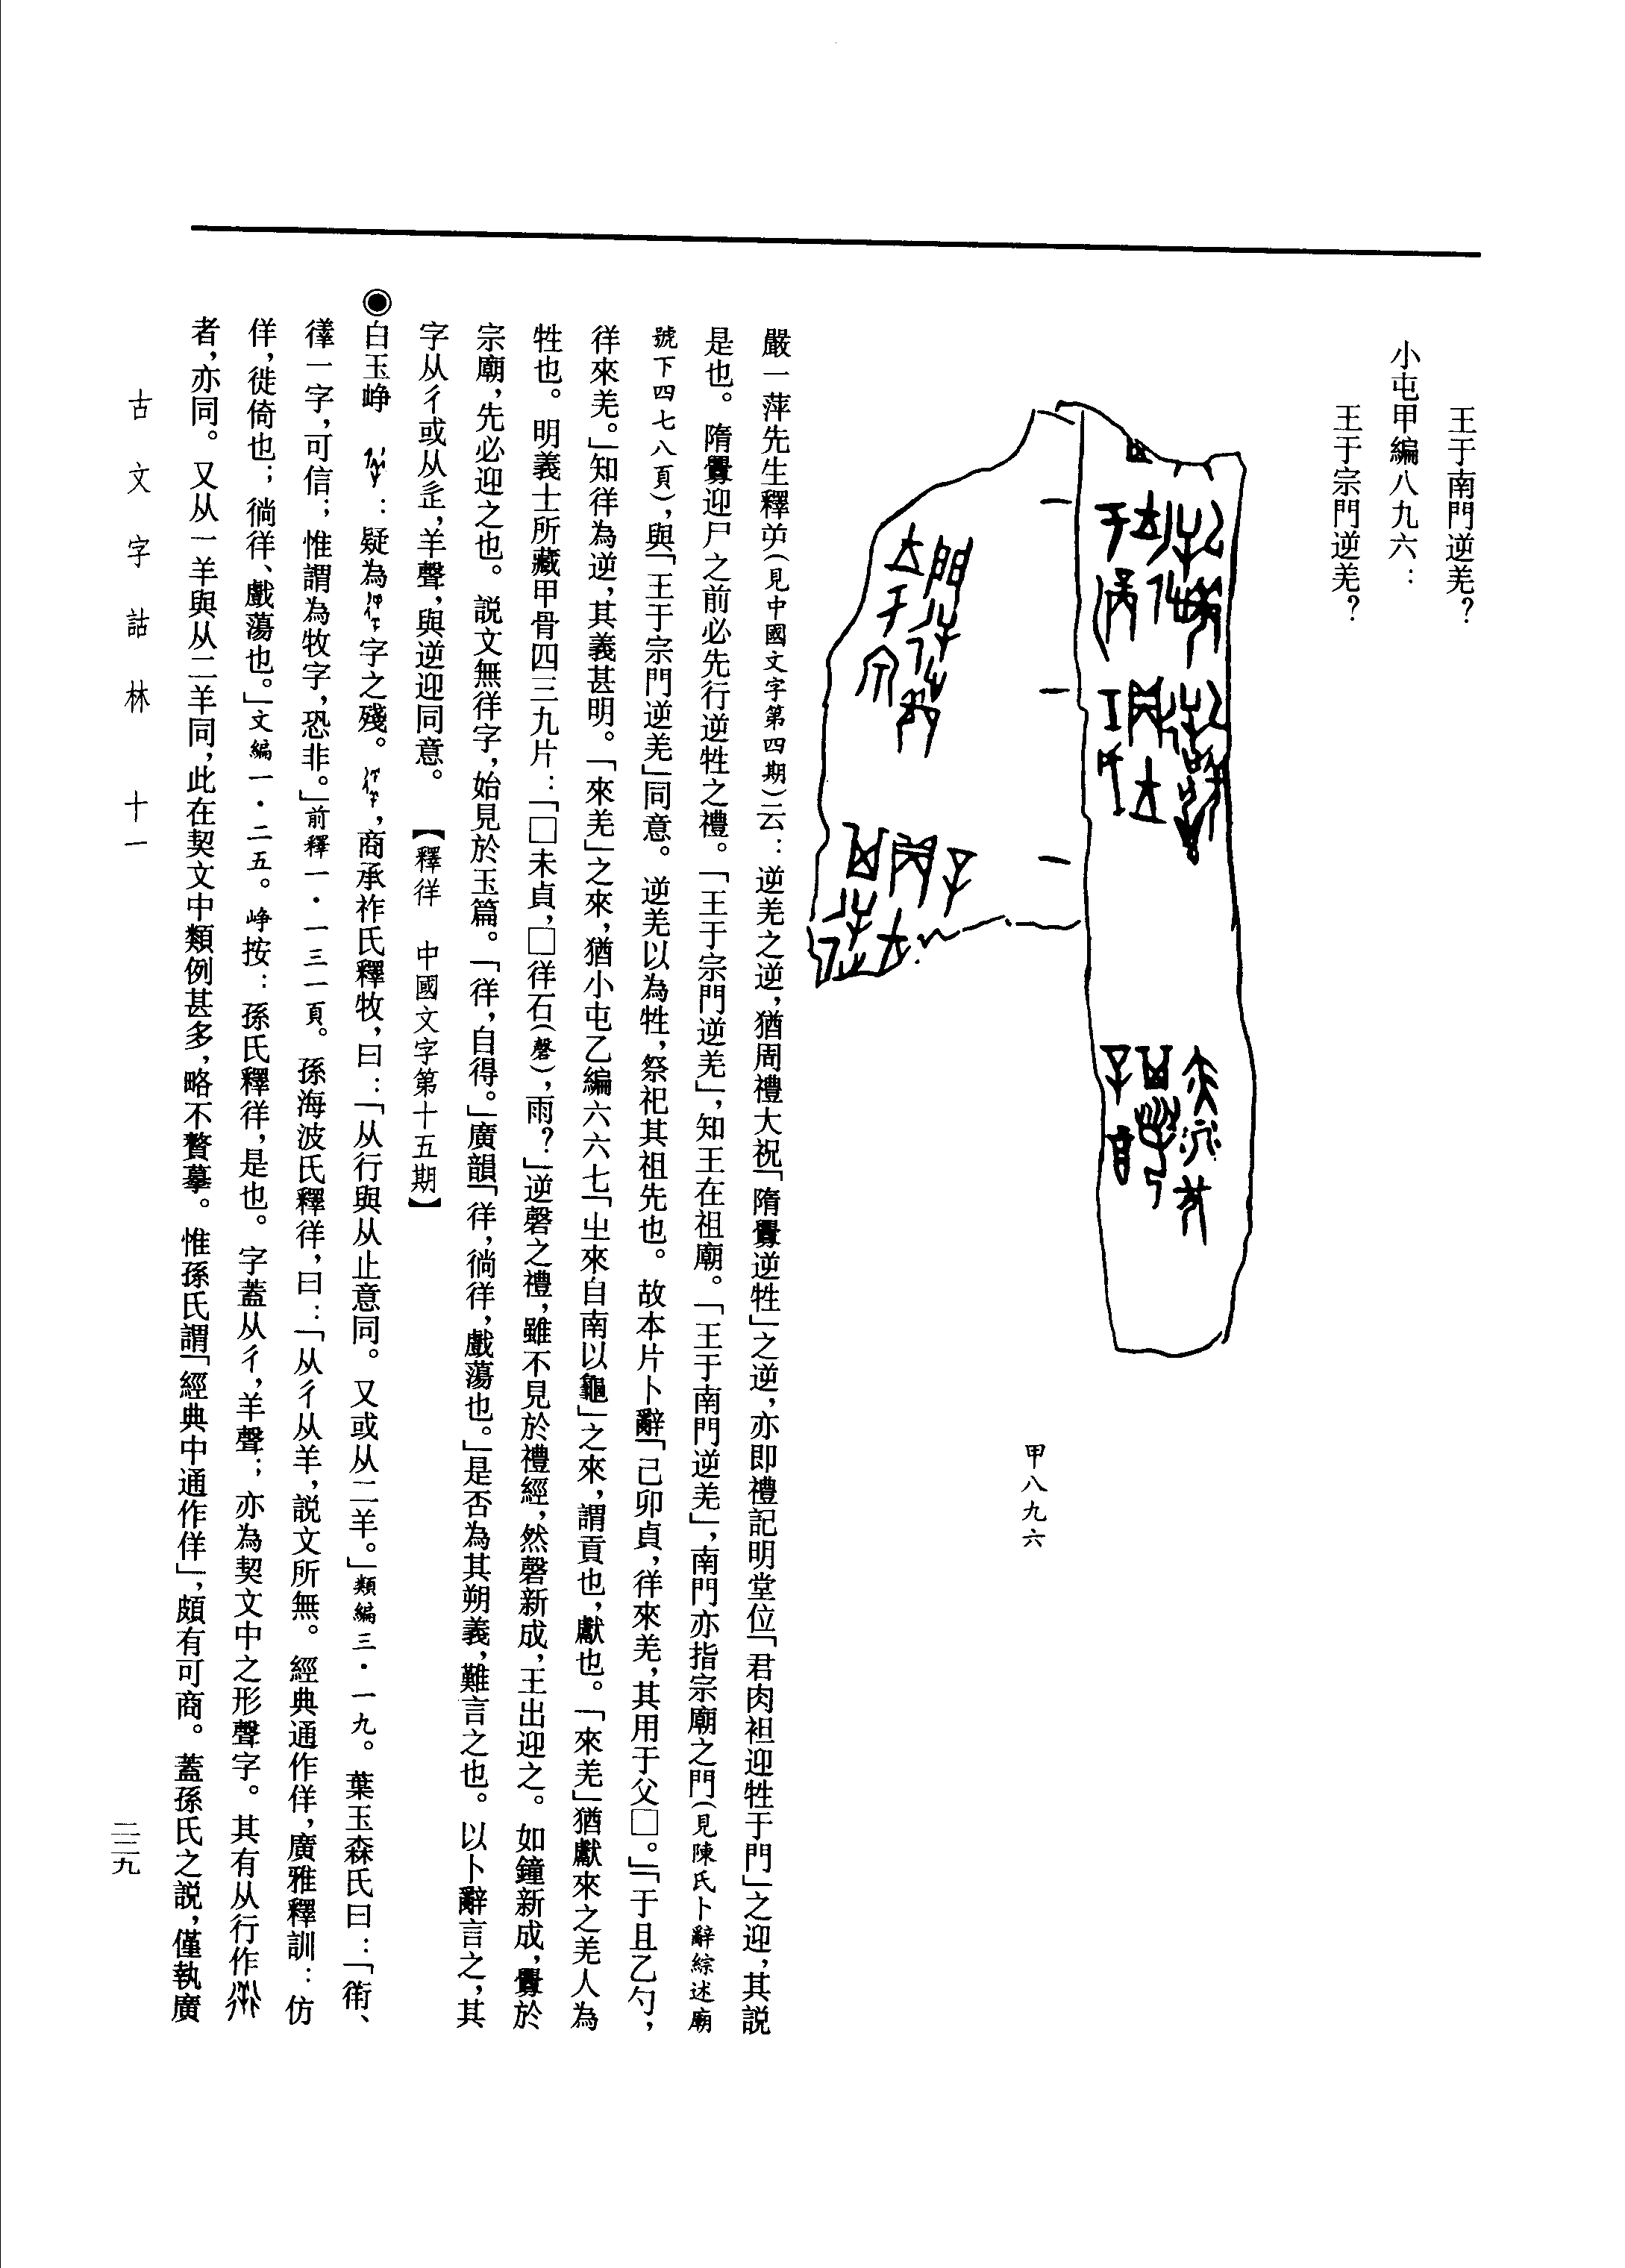 王于南門逆羌？
小屯甲編八九六：
王于宗門逆羌？
甲八九六
嚴一萍先生釋屰（見中國文字第四期）云：逆羌之逆，猶周禮大祝「隋釁逆牲」之逆，亦即禮記明堂位「君肉袒迎牲于門」之迎，其説
是也。隋釁迎尸之前必先行逆牲之禮。「王于宗門逆羌」，知王在祖廟。「王于南門逆羌」，南門亦指宗廟之門（見陳氏卜辭綜述廟
號下四七八頁），與「王于宗門逆羌」同意。逆羌以為牲，祭祀其祖先也。故本片卜辭「己卯貞，徉來羌，其用于父□。」「于且乙勺，
徉來羌。」知徉為逆，其義甚明。「來羌」之來，猶小屯乙編六六七「㞢來自南以龜」之來，謂貢也，獻也。「來羌」猶獻來之羌人為
牲也。明義士所藏甲骨四三九片：「□未貞，□徉石（磬），雨？」逆磬之禮，雖不見於禮經，然磬新成，王出迎之。如鐘新成，釁於
宗廟，先必迎之也。説文無徉字，始見於玉篇。「徉，自得。」廣韻「徉，徜徉，戲蕩也。」是否為其朔義，難言之也。以卜辭言之，其
字从彳或从辵，羊聲，與逆迎同意。　【釋徉　中國文字第十五期】
◉白玉崢　：疑為字之殘。，商承祚氏釋牧，曰：「从行與从止意同。又或从二羊。」類編三·一九。葉玉森氏曰：「、
一字，可信；惟謂為牧字，恐非。」前釋一·一三一頁。孫海波氏釋徉，曰：「从彳从羊，説文所無。經典通作佯，廣雅釋訓：仿
佯，徙倚也；徜徉、戲蕩也。」文編一·二五。崢按：孫氏釋徉，是也。字蓋从彳，羊聲；亦為契文中之形聲字。其有从行作
者，亦同。又从一羊與从二羊同，此在契文中類例甚多，略不贅摹。惟孫氏謂「經典中通作佯」，頗有可商。蓋孫氏之説，僅執廣
古文字詁林　十一
二三九